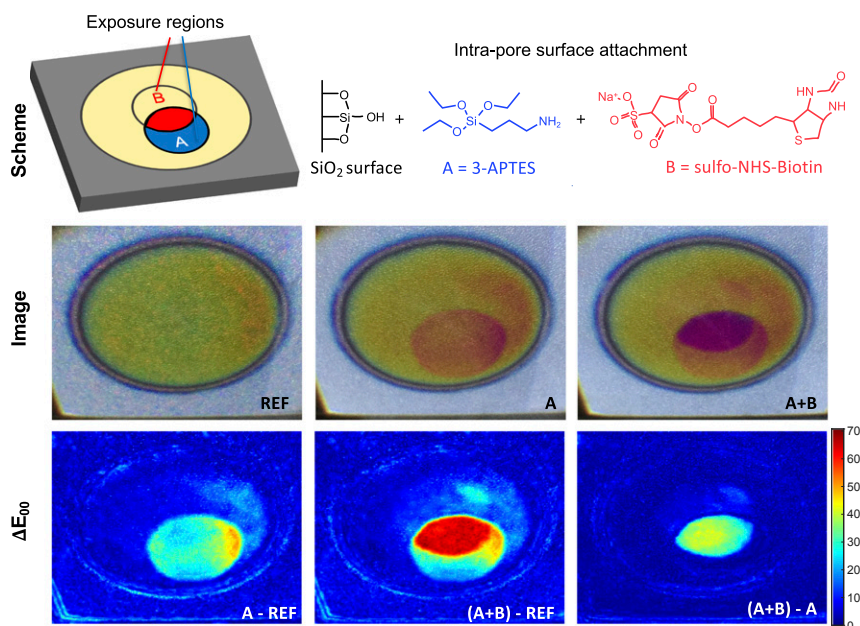 Exposure regions
Intra-pore surface attachment
Scheme
B
A
Si
O
O
OH
+
SiO₂ surface
O
O
Si
O
NH₂
A = 3-APTES
+
Na⁺
O⁻
O
S
O
O
N
O
O
O
HN
O
NH
S
B = sulfo-NHS-Biotin
Image
REF
A
A+B
ΔE₀₀
A - REF
(A+B) - REF
(A+B) - A
70
60
50
40
30
20
10
0